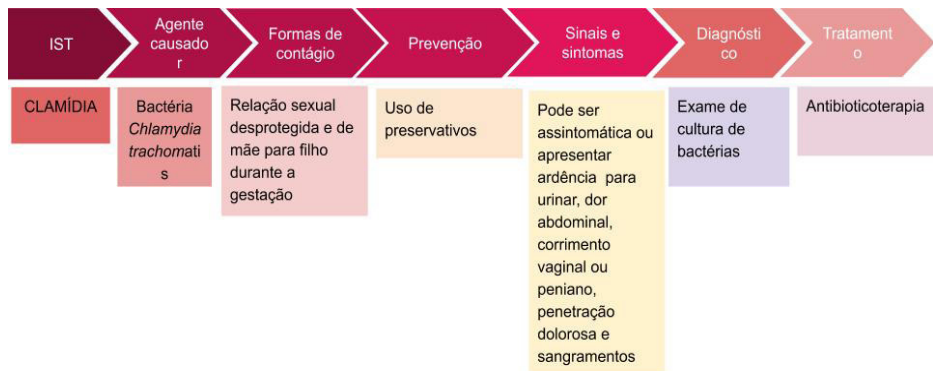 IST
Agente
causado
r
Formas de
contágio
Prevenção
Sinais e
sintomas
Diagnósti
co
Tratament
o
CLAMÍDIA
Bactéria
Chlamydia
trachomati
s
Relação sexual
desprotegida e de
mãe para filho
durante a
gestação
Uso de
preservativos
Pode ser
assintomática ou
apresentar
ardência para
urinar, dor
abdominal,
corrimento
vaginal ou
peniano,
penetração
dolorosa e
sangramentos
Exame de
cultura de
bactérias
Antibioticoterapia